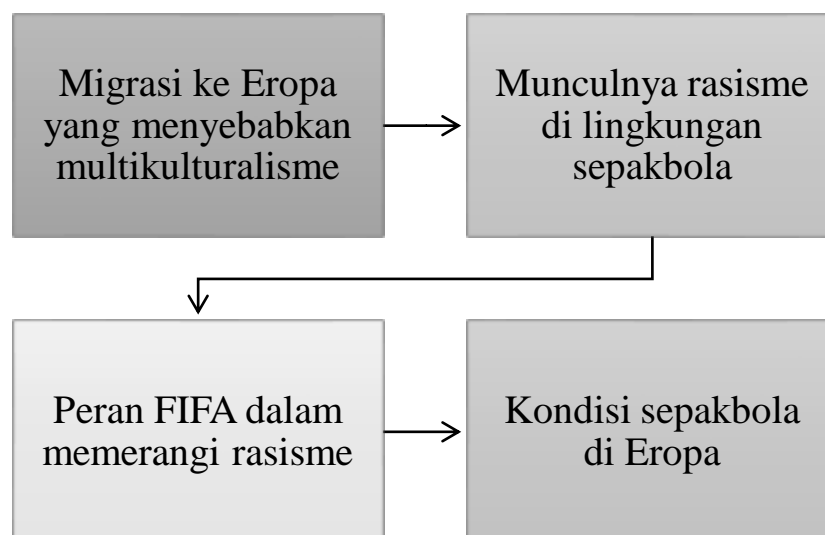 Migrasi ke Eropa
yang menyebabkan
multikulturalisme
Munculnya rasisme
di lingkungan
sepakbola
Peran FIFA dalam
memerangi rasisme
Kondisi sepakbola
di Eropa